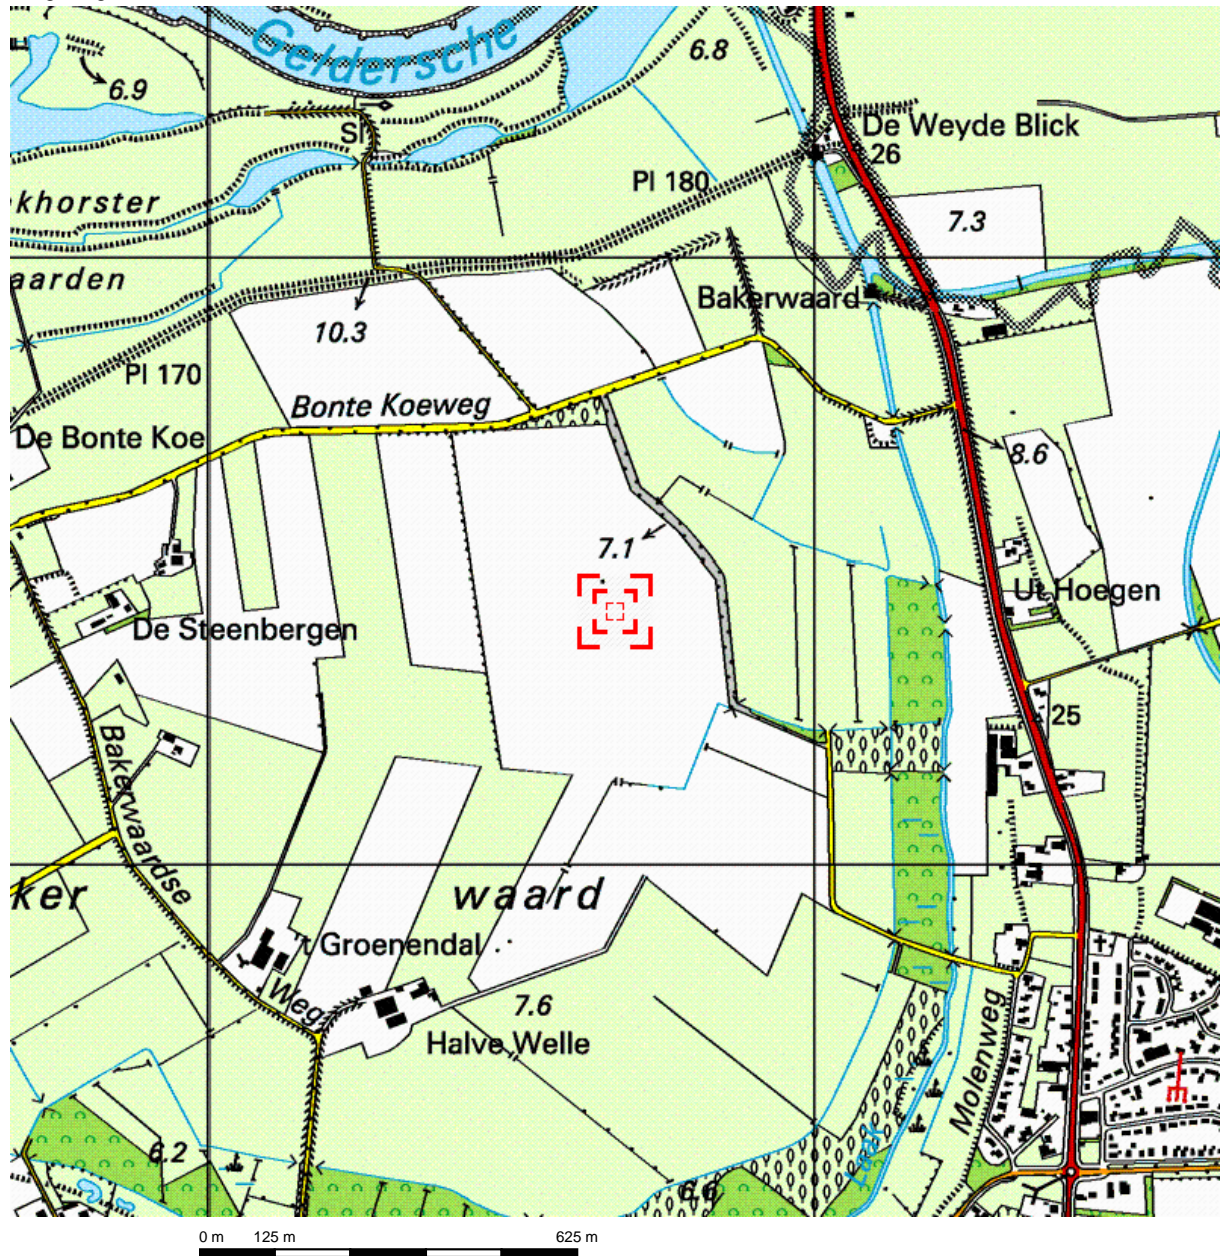 Geldersche
6.8
6.9
Sl
De Weyde Blick
26
Pl 180
khorster
7.3
aarden
Bakerwaard
10.3
Pl 170
Bonte Koeweg
De Bonte Koe
8.6
7.1
Ut Hoegen
De Steenbergen
25
Bakerwaardse
ker
waard
't Groenendal
Weg
7.6
Halve Welle
Molenweg
6.2
6.6
Laak
0 m
125 m
625 m